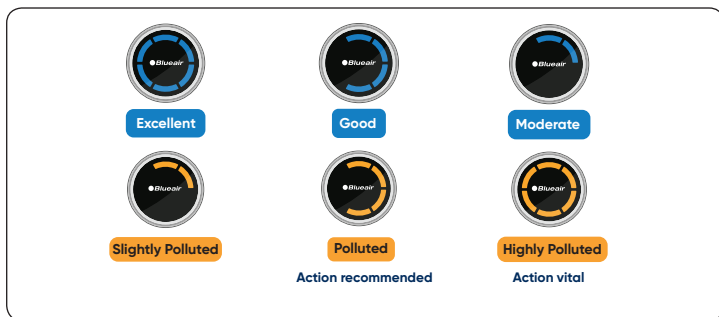 Blueair
Blueair
Blueair
Excellent
Good
Moderate
Blueair
Blueair
Blueair
Slightly Polluted
Polluted
Highly Polluted
Action recommended
Action vital